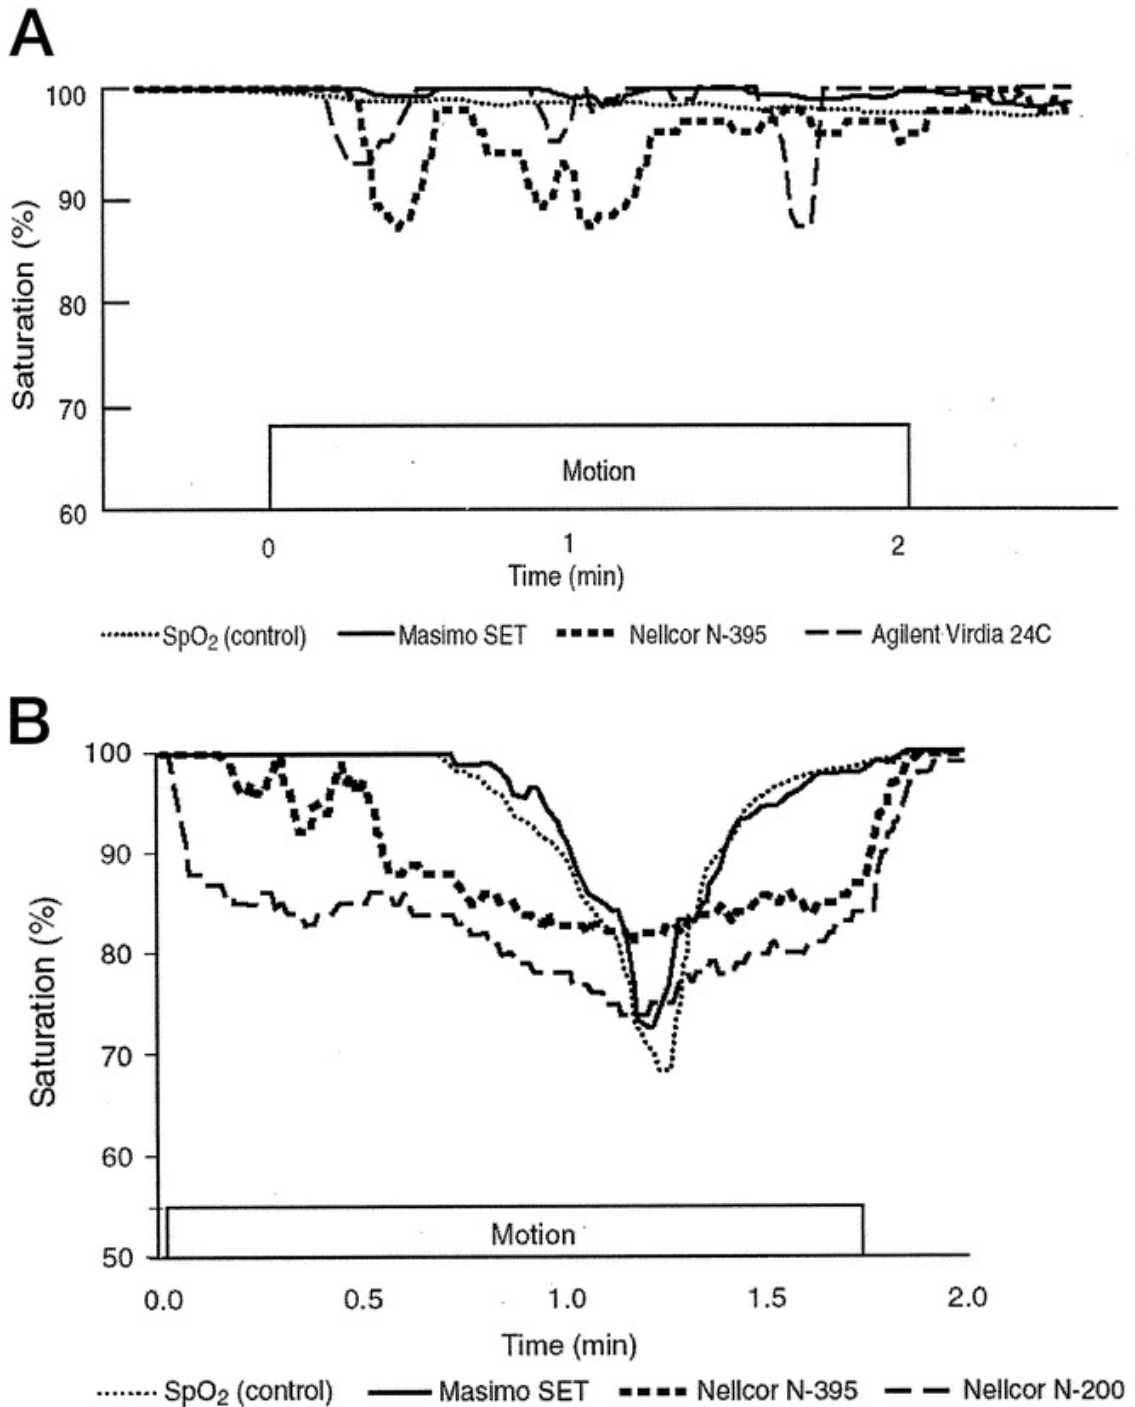 A
100
90
80
70
60
Saturation (%)
Motion
0 1 2
Time (min)
SpO₂ (control) Masimo SET Nellcor N-395 Agilent Virdia 24C
B
100
90
80
70
60
50
Saturation (%)
Motion
0.0 0.5 1.0 1.5 2.0
Time (min)
SpO₂ (control) Masimo SET Nellcor N-395 Nellcor N-200